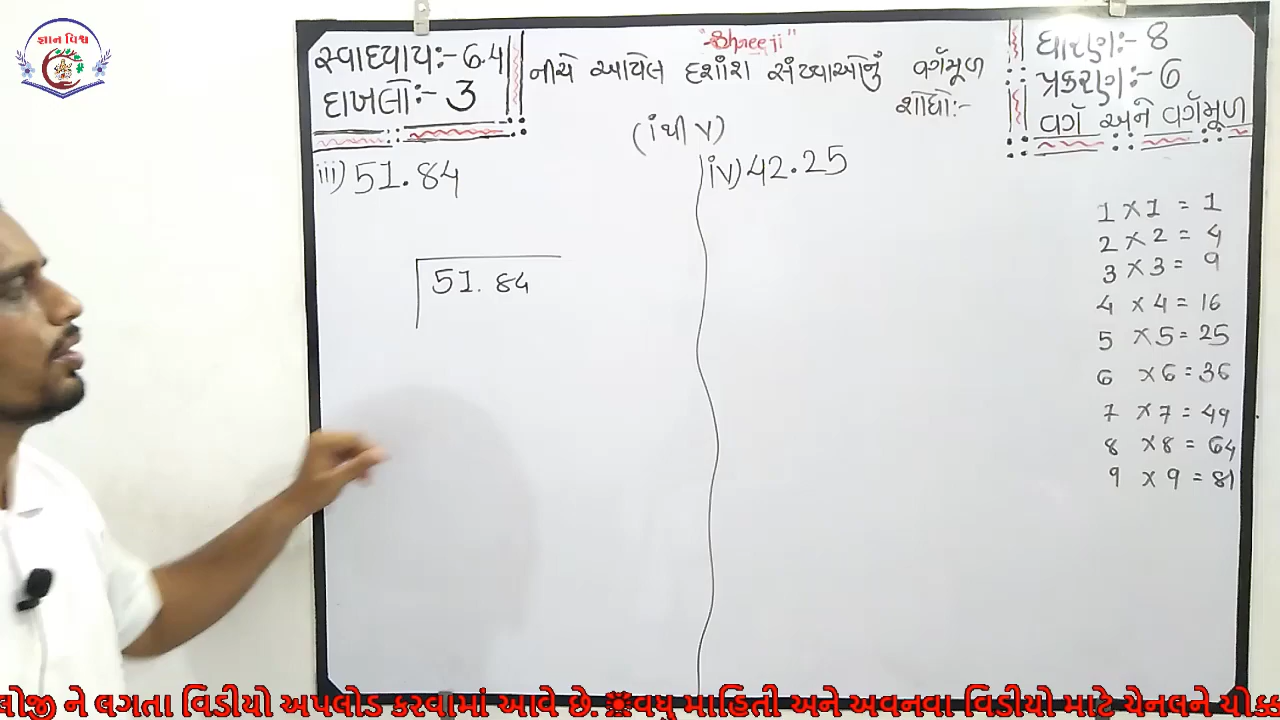 જ્ઞાન વિશ્વ
સ્વાધ્યાય:- 6.4
દાખલો:- 3
"Shreeji"
નીચે આપેલ દશાંશ સંખ્યાઓનું વર્ગમૂળ
શોધો:-
(i થી v)
ધોરણ:- 8
પ્રકરણ:- 6
વર્ગ અને વર્ગમૂળ
iii) 51.84
51.84
iv) 42.25
1 × 1 = 1
2 × 2 = 4
3 × 3 = 9
4 × 4 = 16
5 × 5 = 25
6 × 6 = 36
7 × 7 = 49
8 × 8 = 64
9 × 9 = 81
લોજી ને લગતા વિડીયો અપલોડ કરવામાં આવે છે. વધુ માહિતી અને અવનવા વિડીયો માટે ચેનલને ચોક્ક